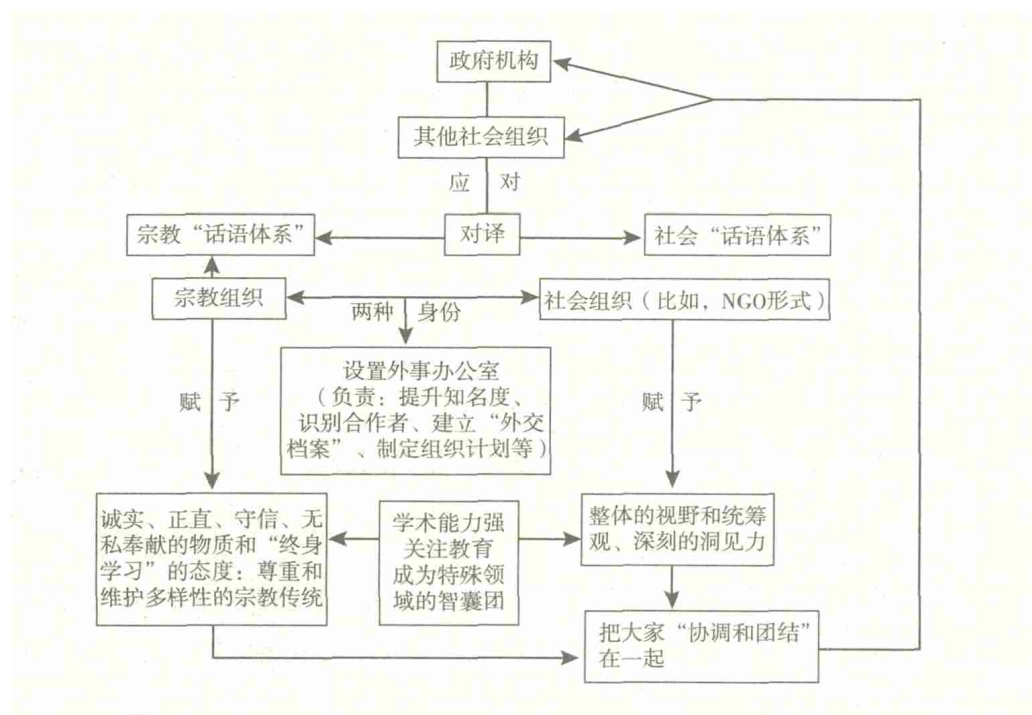 政府机构
其他社会组织
应 对
宗教“话语体系”
对译
社会“话语体系”
宗教组织
两种 身份
社会组织（比如，NGO形式）
设置外事办公室
（负责：提升知名度、
识别合作者、建立“外交
档案”、制定组织计划等）
赋 予
赋 予
诚实、正直、守信、无
私奉献的物质和“终身
学习”的态度：尊重和
维护多样性的宗教传统
学术能力强
关注教育
成为特殊领
域的智囊团
整体的视野和统筹
观、深刻的洞见力
把大家“协调和团结”
在一起